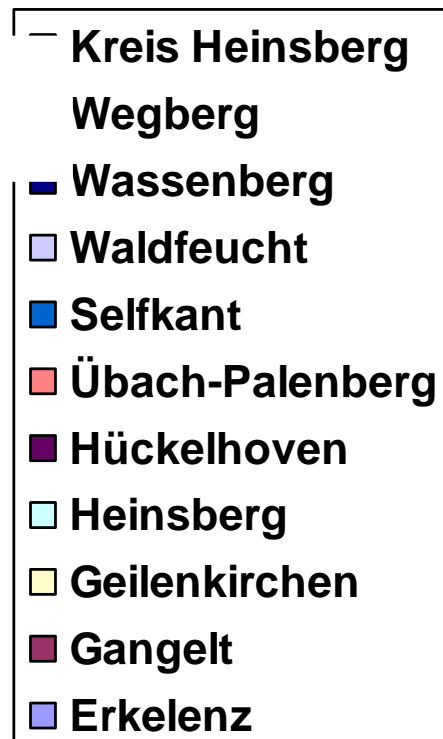 Kreis Heinsberg
Wegberg
Wassenberg
Waldfeucht
Selfkant
Übach-Palenberg
Hückelhoven
Heinsberg
Geilenkirchen
Gangelt
Erkelenz